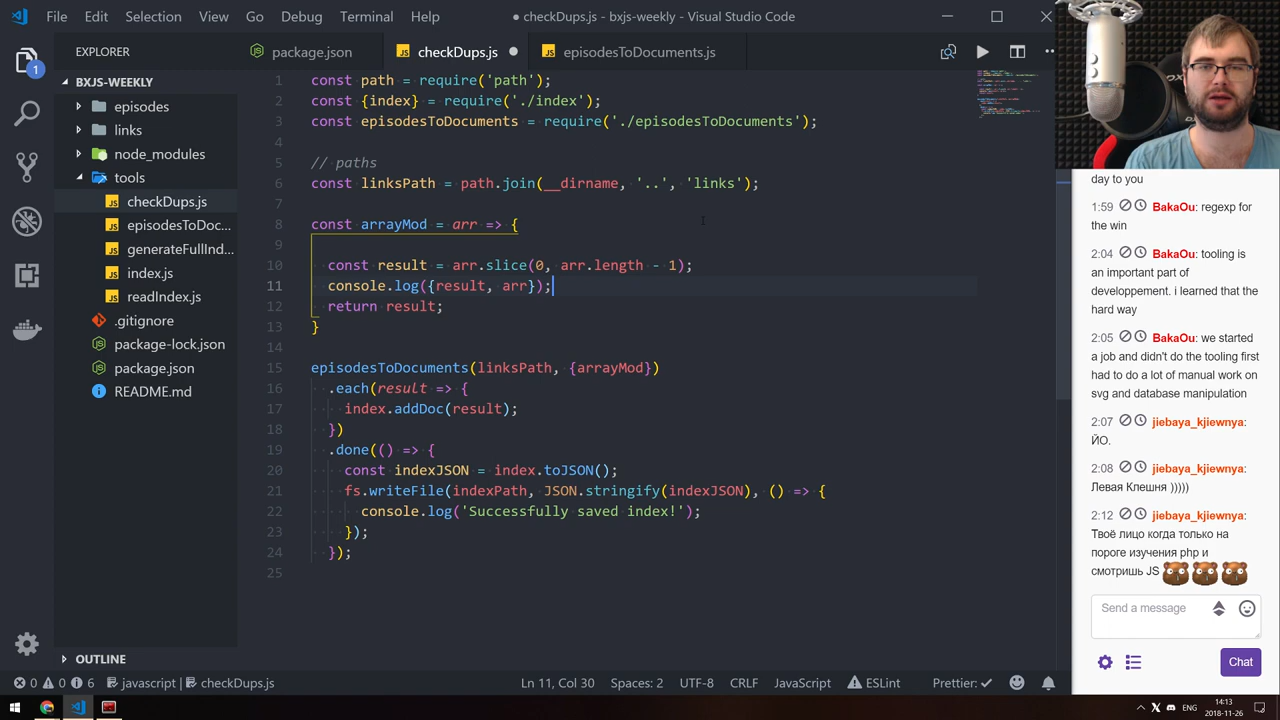 File Edit Selection View Go Debug Terminal Help
● checkDups.js - bxjs-weekly - Visual Studio Code
EXPLORER
1
BXJS-WEEKLY
episodes
links
node_modules
tools
checkDups.js
episodesToDoc...
generateFullInd...
index.js
readIndex.js
.gitignore
package-lock.json
package.json
README.md
OUTLINE
package.json
checkDups.js
episodesToDocuments.js
1 const path = require('path');
2 const {index} = require('./index');
3 const episodesToDocuments = require('./episodesToDocuments');
4
5 // paths
6 const linksPath = path.join(__dirname, '..', 'links');
7
8 const arrayMod = arr => {
9
10 const result = arr.slice(0, arr.length - 1);
11 console.log({result, arr});
12 return result;
13 }
14
15 episodesToDocuments(linksPath, {arrayMod})
16 .each(result => {
17 index.addDoc(result);
18 })
19 .done(() => {
20 const indexJSON = index.toJSON();
21 fs.writeFile(indexPath, JSON.stringify(indexJSON), () => {
22 console.log('Successfully saved index!');
23 });
24 });
25
0 0 6 javascript checkDups.js
Ln 11, Col 30 Spaces: 2 UTF-8 CRLF JavaScript ESLint Prettier: ✓
day to you
1:59 BakaOu: regexp for
the win
2:04 BakaOu: tooling is
an important part of
developpement. i learned that the
hard way
2:05 BakaOu: we started
a job and didn't do the tooling first
had to do a lot of manual work on
svg and database manipulation
2:07 jiebaya_kjiewnya:
ЙО.
2:08 jiebaya_kjiewnya:
Левая Клешня )))))
2:12 jiebaya_kjiewnya:
Твоё лицо когда только на
пороге изучения php и
смотришь JS
Send a message
Chat
ENG
14:13
2018-11-26